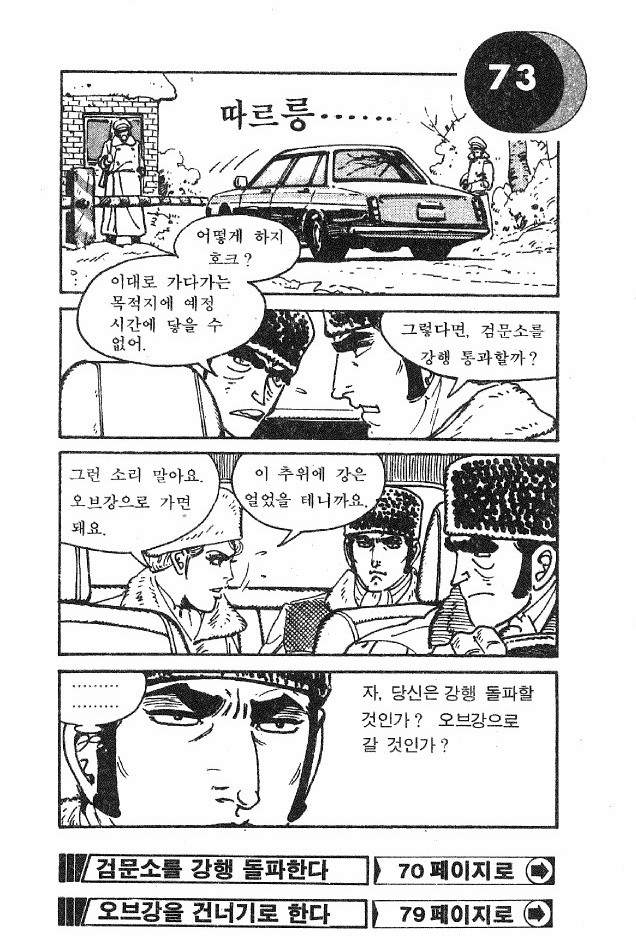 73
따르릉......
어떻게 하지
호크?
이대로 가다가는
목적지에 예정
시간에 닿을 수
없어.
그렇다면, 검문소를
강행 통과할까?
그런 소리 말아요.
오브강으로 가면
돼요.
이 추위에 강은
얼었을 테니까요.
.........
.........
자, 당신은 강행 돌파할
것인가? 오브강으로
갈 것인가?
검문소를 강행 돌파한다 70페이지로
오브강을 건너기로 한다 79페이지로